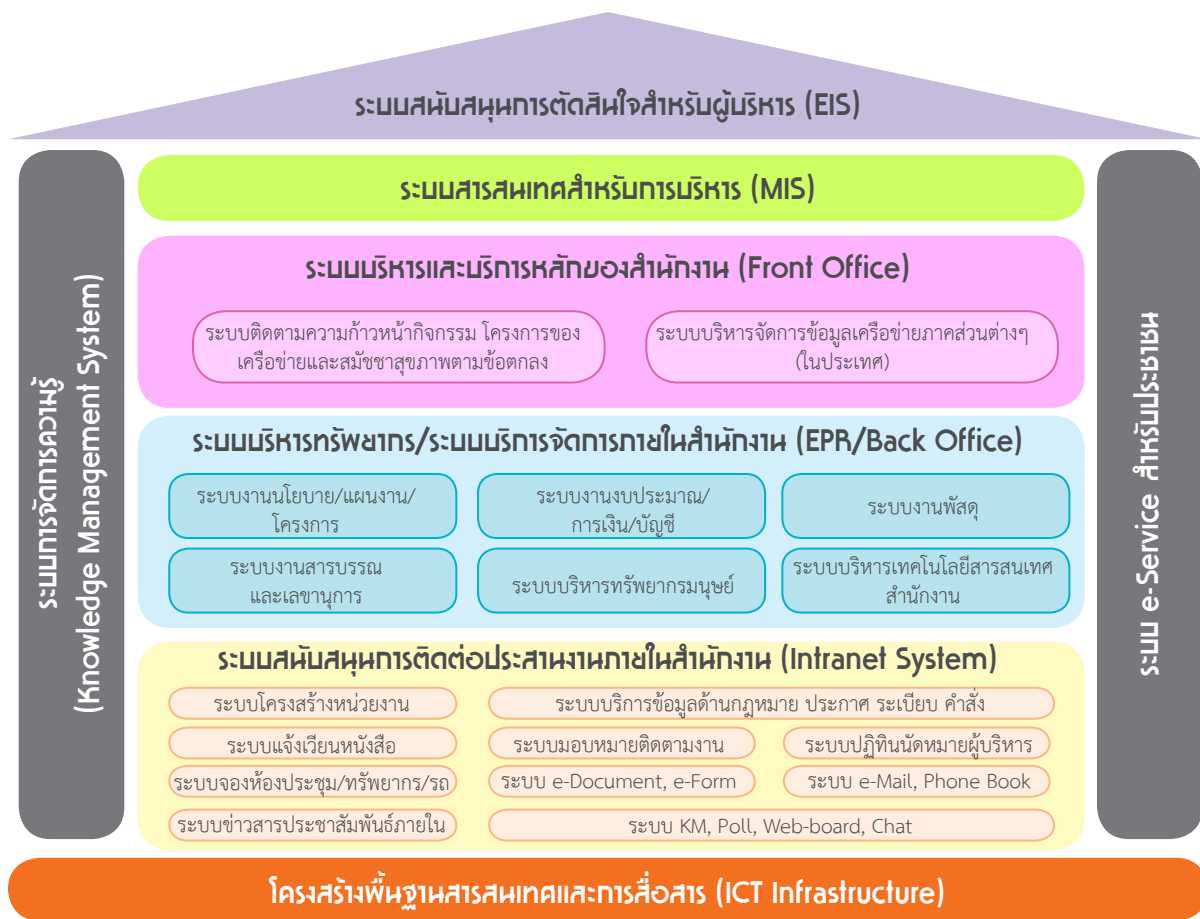 ระบบสนับสนุนการตัดสินใจสำหรับผู้บริหาร (EIS)
ระบบการจัดการความรู้
(Knowledge Management System)
ระบบสารสนเทศสำหรับการบริหาร (MIS)
ระบบบริหารและบริการหลักของสำนักงาน (Front Office)
ระบบติดตามความก้าวหน้ากิจกรรม โครงการของ
เครือข่ายและสมัชชาสุขภาพตามข้อตกลง
ระบบบริหารจัดการข้อมูลเครือข่ายภาคส่วนต่างๆ
(ในประเทศ)
ระบบบริหารทรัพยากร/ระบบบริการจัดการภายในสำนักงาน (EPR/Back Office)
ระบบงานนโยบาย/แผนงาน/
โครงการ
ระบบงานงบประมาณ/
การเงิน/บัญชี
ระบบงานพัสดุ
ระบบงานสารบรรณ
และเลขานุการ
ระบบบริหารทรัพยากรมนุษย์
ระบบบริหารเทคโนโลยีสารสนเทศ
สำนักงาน
ระบบสนับสนุนการติดต่อประสานงานภายในสำนักงาน (Intranet System)
ระบบโครงสร้างหน่วยงาน
ระบบบริการข้อมูลด้านกฎหมาย ประกาศ ระเบียบ คำสั่ง
ระบบแจ้งเวียนหนังสือ
ระบบมอบหมายติดตามงาน
ระบบปฏิทินนัดหมายผู้บริหาร
ระบบจองห้องประชุม/ทรัพยากร/รถ
ระบบ e-Document, e-Form
ระบบ e-Mail, Phone Book
ระบบข่าวสารประชาสัมพันธ์ภายใน
ระบบ KM, Poll, Web-board, Chat
ระบบ e-Service สำหรับประชาชน
โครงสร้างพื้นฐานสารสนเทศและการสื่อสาร (ICT Infrastructure)